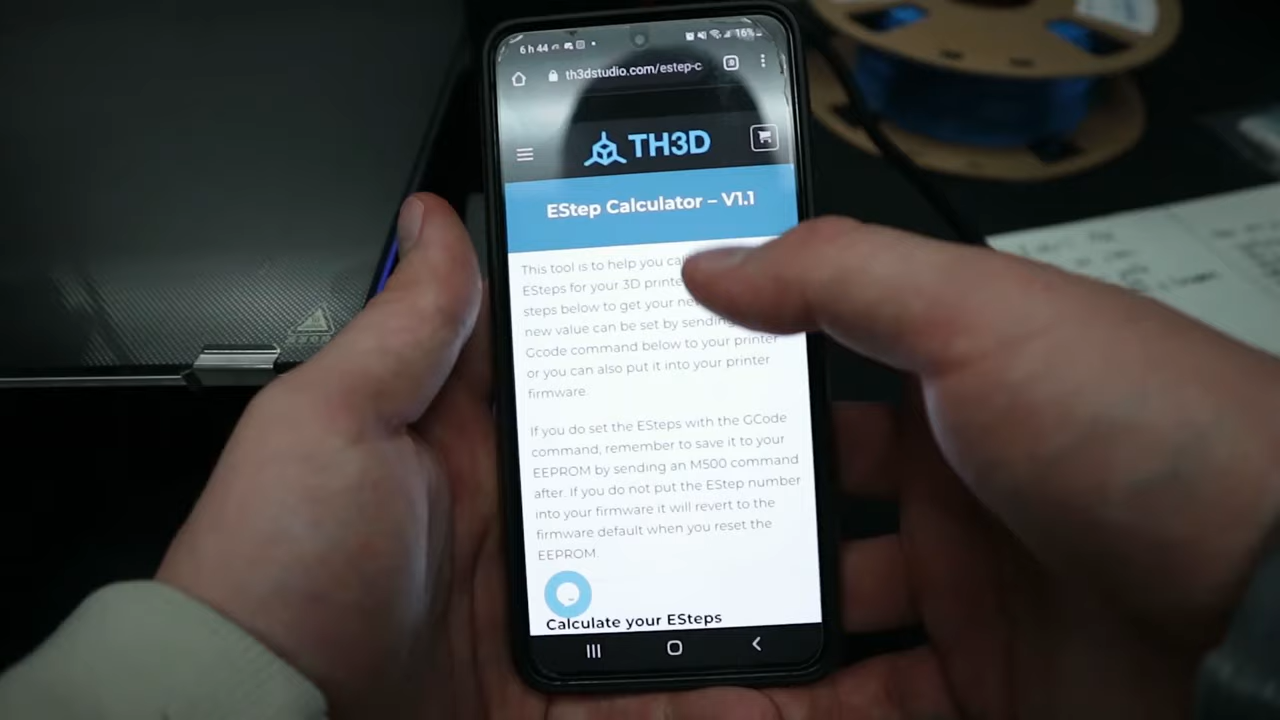 6 h 44
16%
th3dstudio.com/estep-c
TH3D
EStep Calculator – V1.1
This tool is to help you
ESteps for your 3D
steps below to get your
new value can be set by sending
Gcode command below to your printer
or you can also put it into your printer
firmware.
If you do set the ESteps with the GCode
command, remember to save it to your
EEPROM by sending an M500 command
after. If you do not put the EStep number
into your firmware it will revert to the
firmware default when you reset the
EEPROM.
Calculate your ESteps